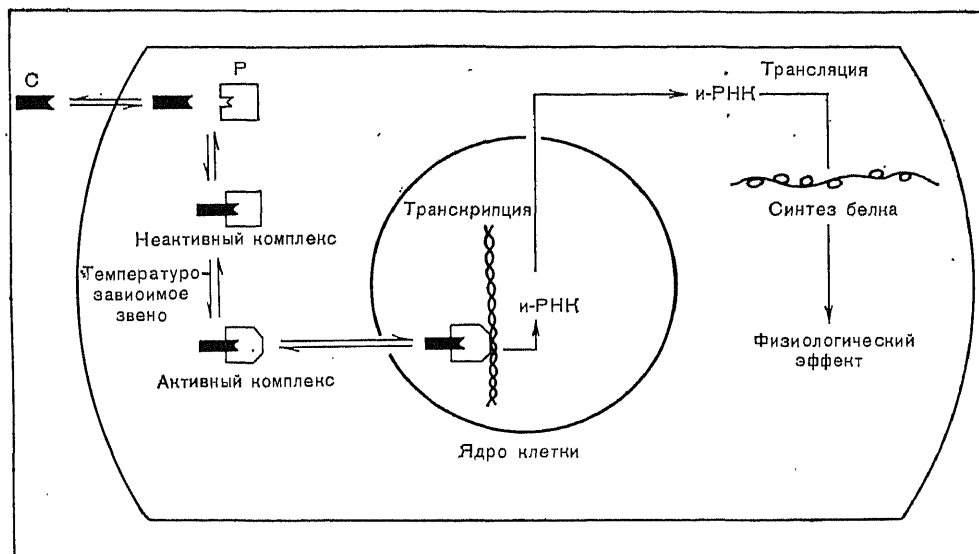 С
Р
Трансляция
и-РНК
Синтез белка
Транскрипция
Неактивный комплекс
Температуро-
завиоимое
звено
и-РНК
Активный комплекс
Физиологический
эффект
Ядро клетки